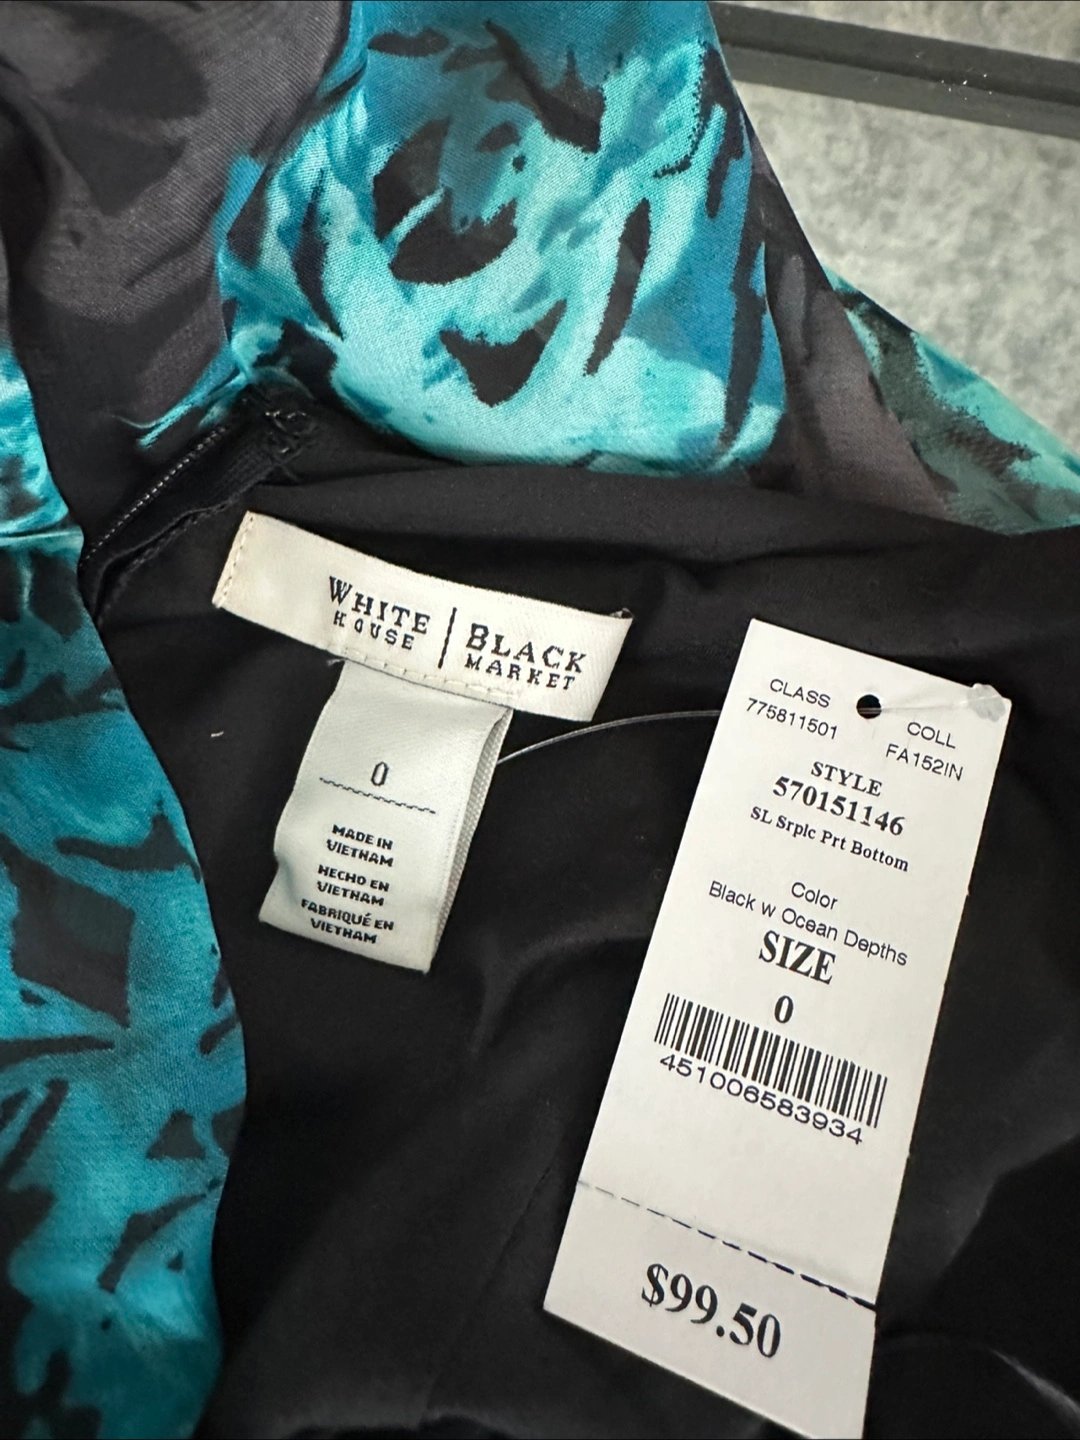 WHITE HOUSE | BLACK MARKET
0
MADE IN
VIETNAM
HECHO EN
VIETNAM
FABRIQUÉ EN
VIETNAM
CLASS
775811501
COLL
FA152IN
STYLE
570151146
SL Srplc Prt Bottom
Color
Black w Ocean Depths
SIZE
0
451006583934
$99.50